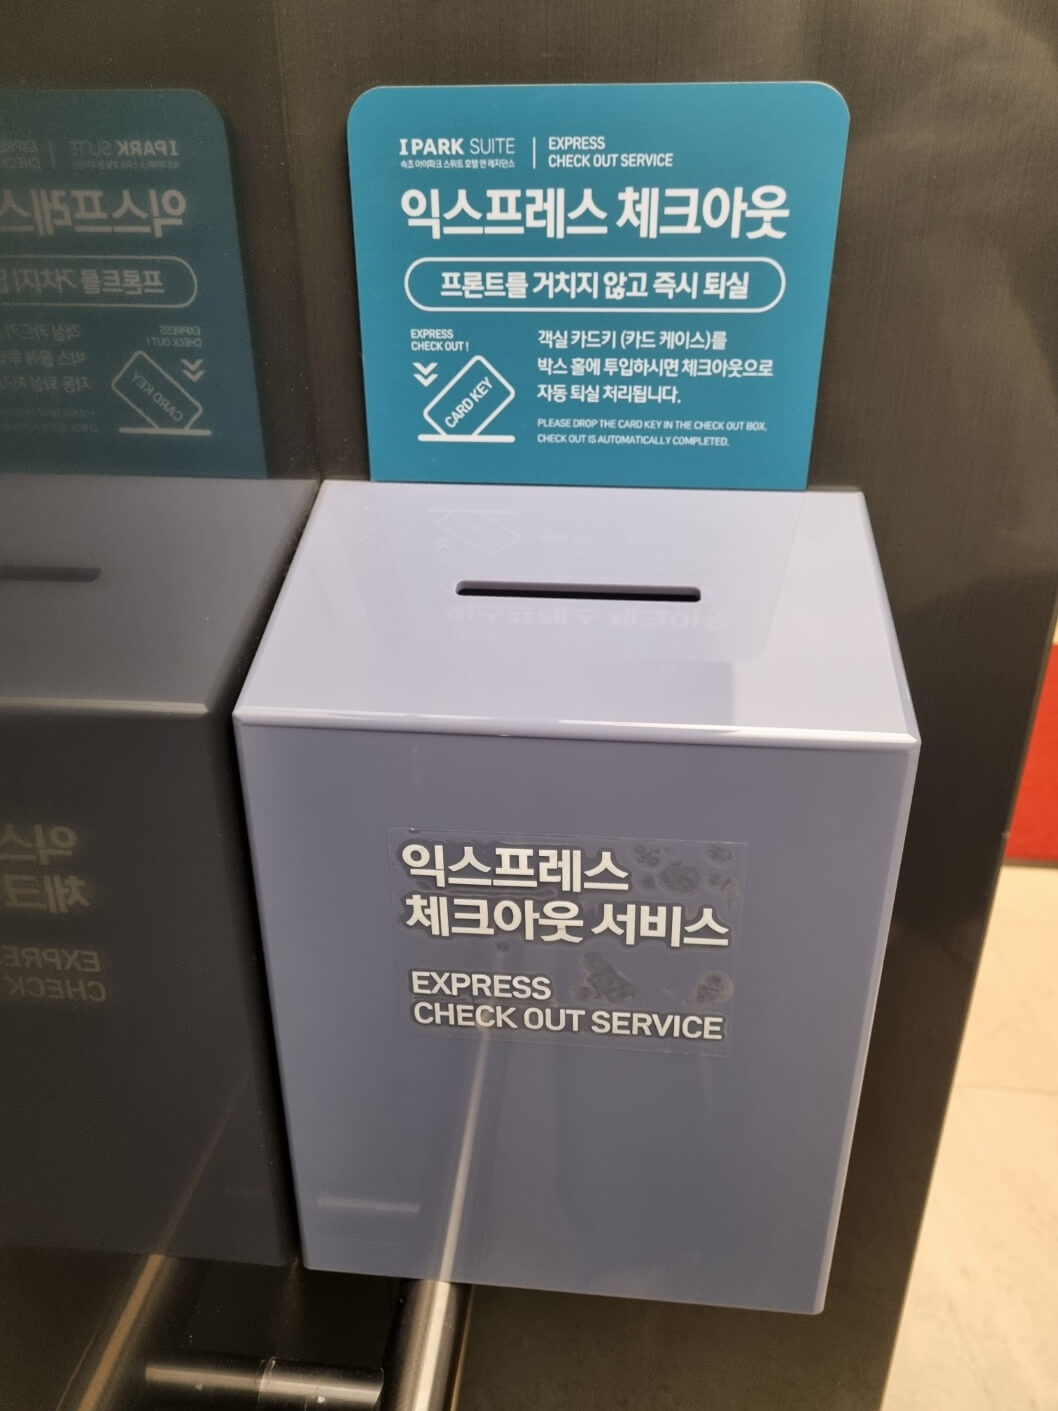 I PARK SUITE
속초 아이파크 스위트 호텔 앤 레지던스
EXPRESS
CHECK OUT SERVICE
익스프레스 체크아웃
프론트를 거치지 않고 즉시 퇴실
EXPRESS
CHECK OUT !
CARD KEY
객실 카드키 (카드 케이스)를
박스 홀에 투입하시면 체크아웃으로
자동 퇴실 처리됩니다.
PLEASE DROP THE CARD KEY IN THE CHECK OUT BOX.
CHECK OUT IS AUTOMATICALLY COMPLETED.
익스프레스
체크아웃 서비스
EXPRESS
CHECK OUT SERVICE